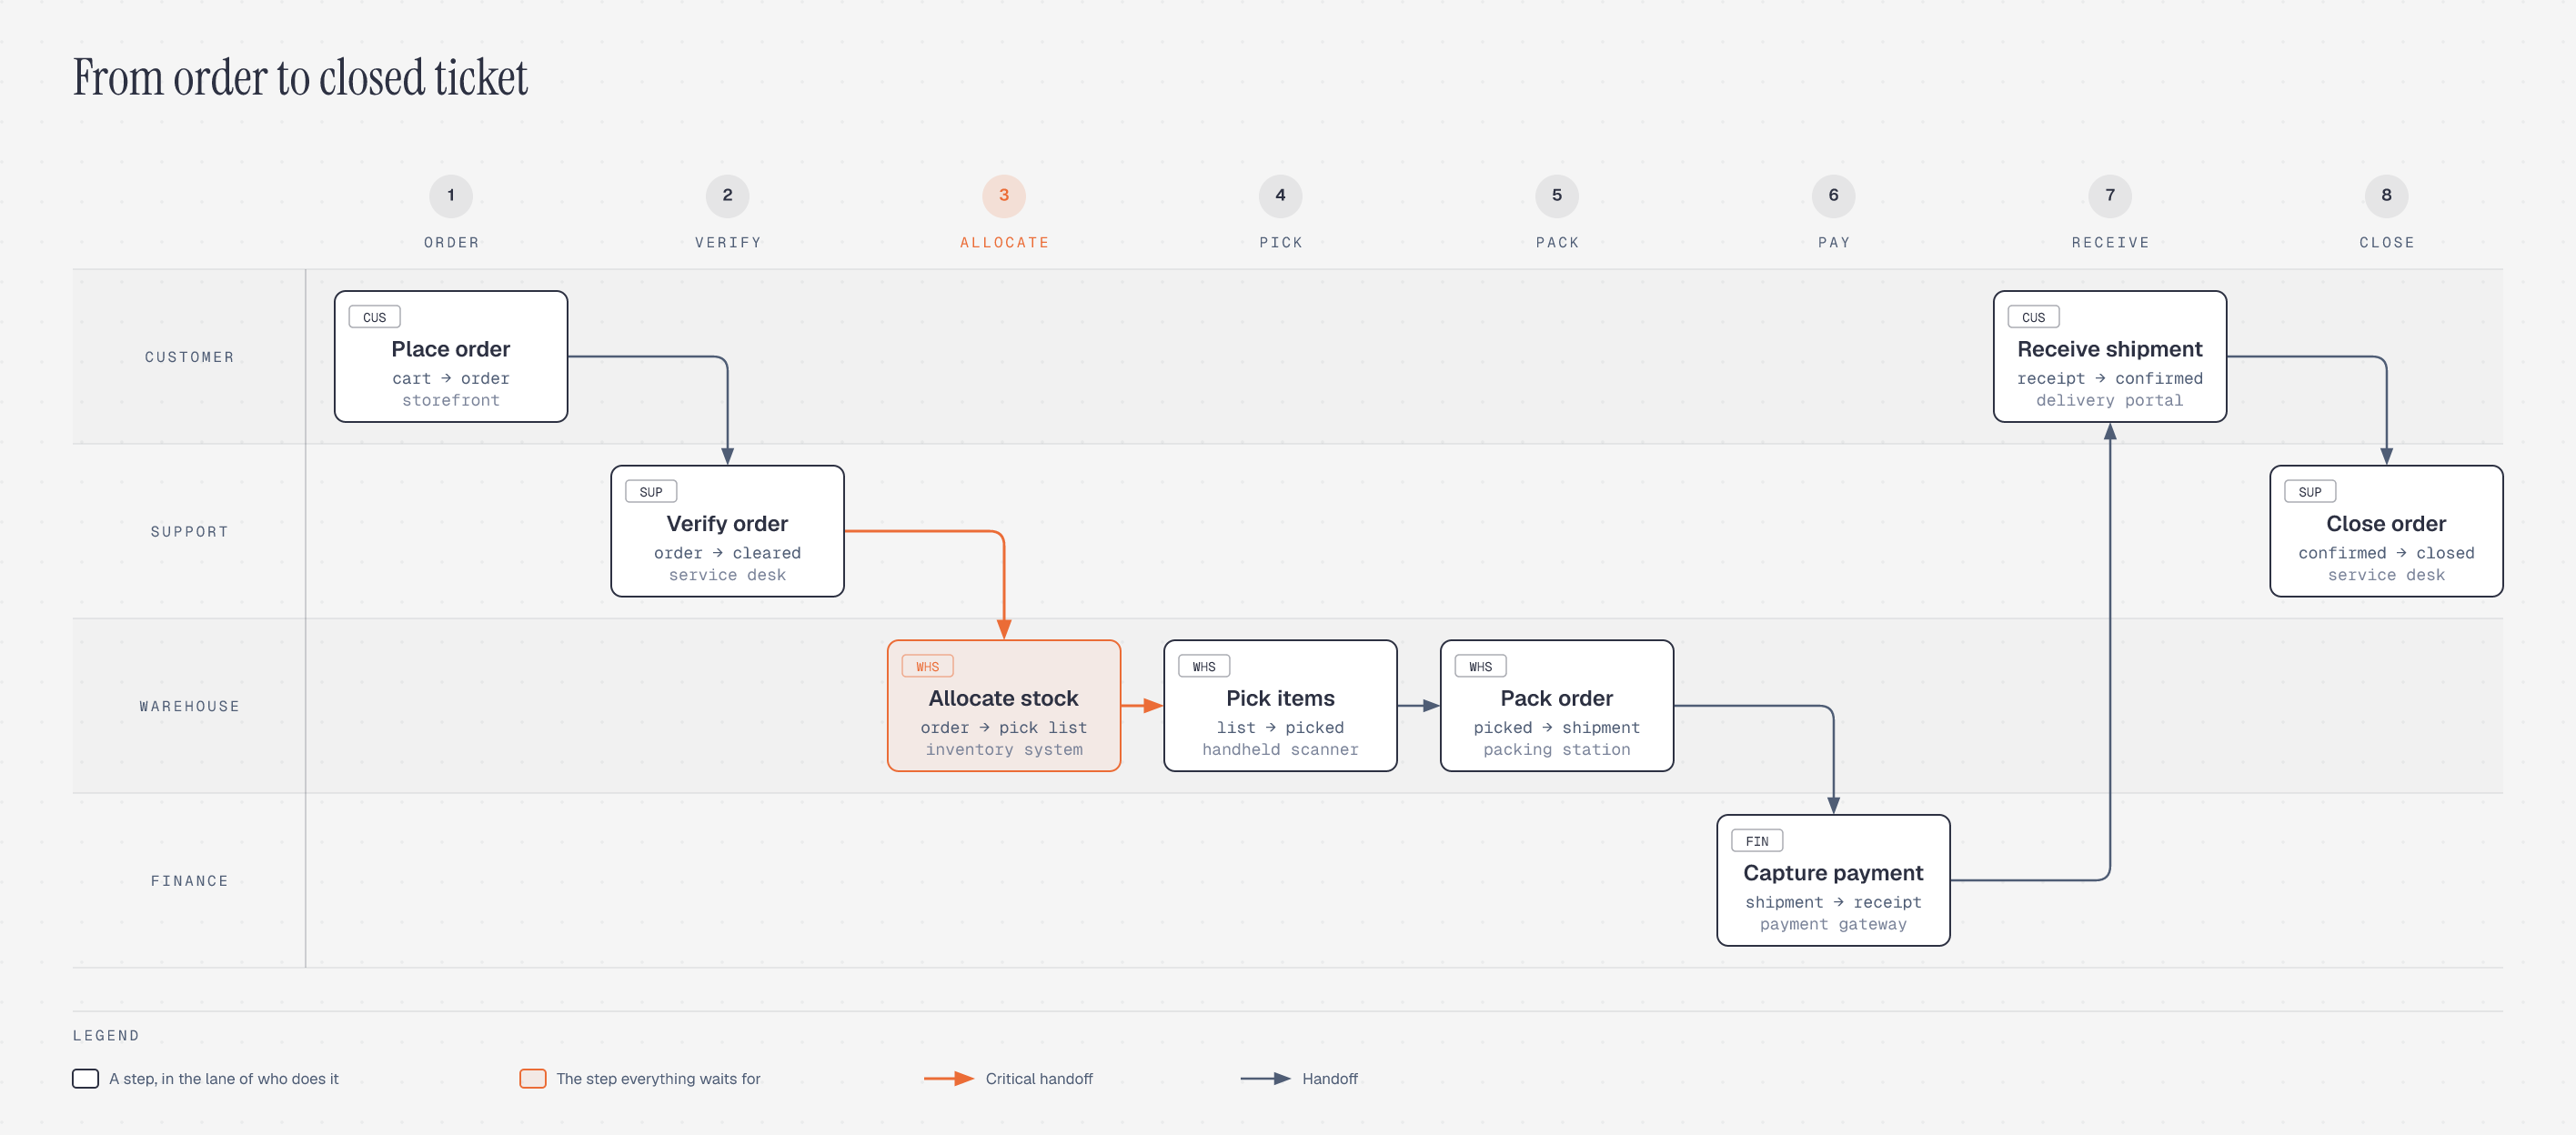 From order to closed ticket
1
2
3
4
5
6
7
8
ORDER
VERIFY
ALLOCATE
PICK
PACK
PAY
RECEIVE
CLOSE
CUSTOMER
CUS
Place order
cart → order
storefront
CUS
Receive shipment
receipt → confirmed
delivery portal
SUPPORT
SUP
Verify order
order → cleared
service desk
SUP
Close order
confirmed → closed
service desk
WAREHOUSE
WHS
Allocate stock
order → pick list
inventory system
WHS
Pick items
list → picked
handheld scanner
WHS
Pack order
picked → shipment
packing station
FINANCE
FIN
Capture payment
shipment → receipt
payment gateway
LEGEND
A step, in the lane of who does it
The step everything waits for
Critical handoff
Handoff